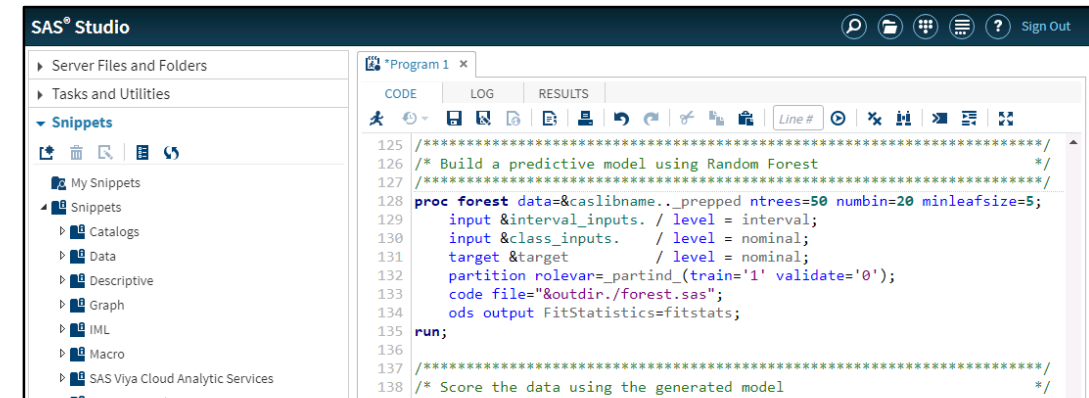 SAS® Studio
Sign Out
Server Files and Folders
Tasks and Utilities
Snippets
My Snippets
Snippets
Catalogs
Data
Descriptive
Graph
IML
Macro
SAS Viya Cloud Analytic Services
*Program 1 ×
CODE LOG RESULTS
Line #
125 /************************************************************************/
126 /* Build a predictive model using Random Forest */
127 /************************************************************************/
128 proc forest data=&caslibname.._prepped ntrees=50 numbin=20 minleafsize=5;
129 input &interval_inputs. / level = interval;
130 input &class_inputs. / level = nominal;
131 target &target / level = nominal;
132 partition rolevar=_partind_(train='1' validate='0');
133 code file="&outdir./forest.sas";
134 ods output FitStatistics=fitstats;
135 run;
136
137 /************************************************************************/
138 /* Score the data using the generated model */